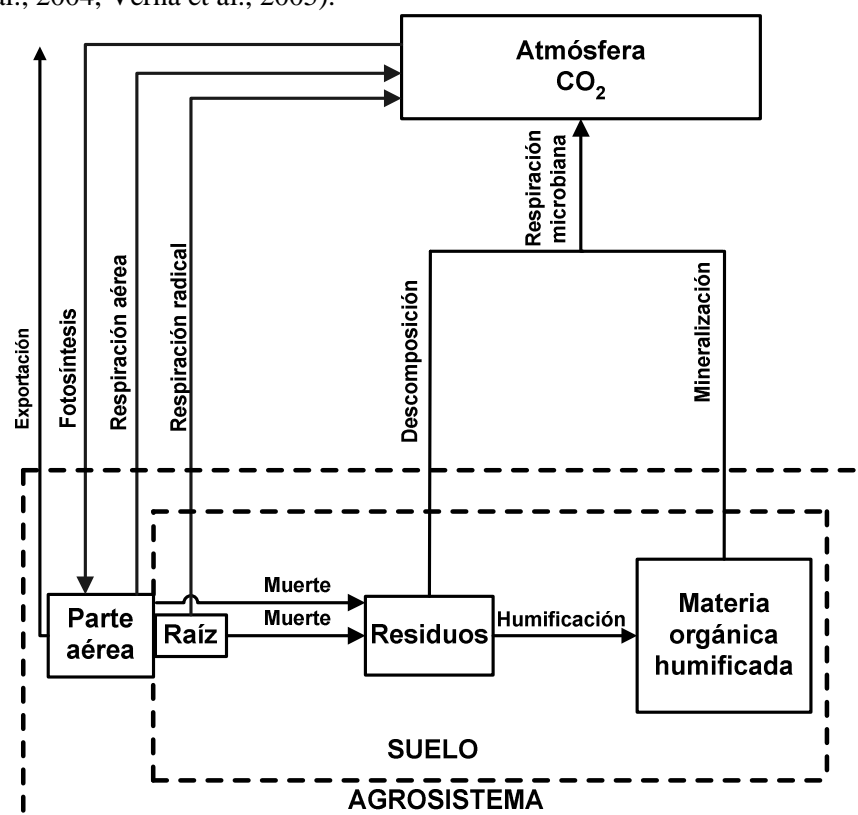 al., 2004; Verma et al., 2005).
Atmósfera
CO₂
Respiración
microbiana
Exportación
Fotosíntesis
Respiración aérea
Respiración radical
Descomposición
Mineralización
Muerte
Muerte
Humificación
Parte
aérea
Raíz
Residuos
Materia
orgánica
humificada
SUELO
AGROSISTEMA